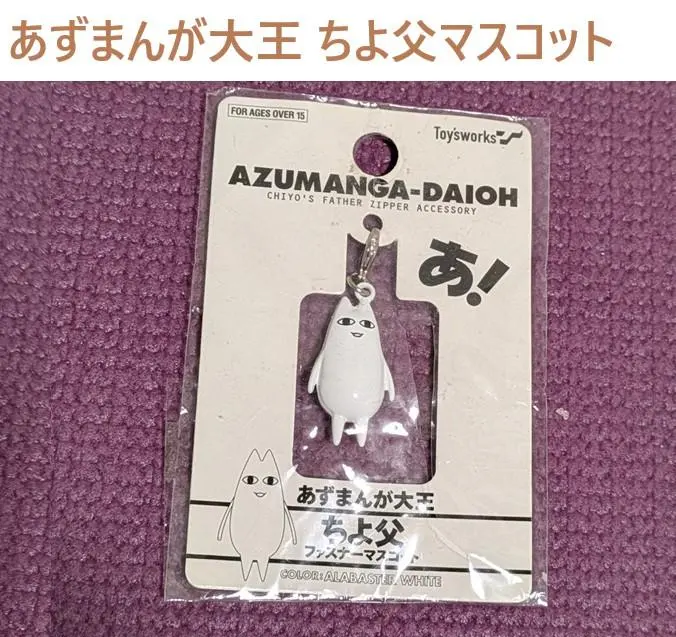 あずまんが大王 ちよ父マスコット
FOR AGES OVER 15
Toy'sworks
AZUMANGA-DAIOH
CHIYO'S FATHER ZIPPER ACCESSORY
あ!
あずまんが大王
ちよ父
ファスナーマスコット
COLOR:ALABASTER WHITE